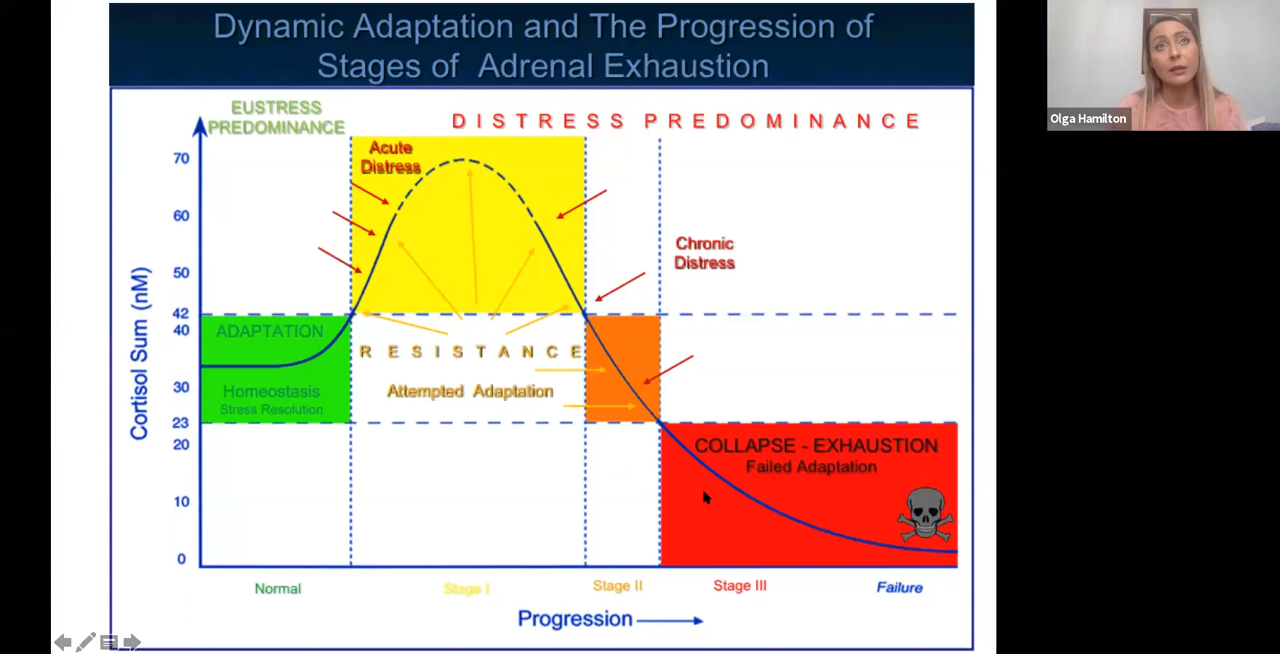 Dynamic Adaptation and The Progression of
Stages of Adrenal Exhaustion
Olga Hamilton
EUSTRESS
PREDOMINANCE
DISTRESS PREDOMINANCE
Acute
Distress
Chronic
Distress
Cortisol Sum (nM)
70
60
50
42
40
30
23
20
10
0
ADAPTATION
Homeostasis
Stress Resolution
RESISTANCE
Attempted Adaptation
COLLAPSE - EXHAUSTION
Failed Adaptation
Normal
Stage I
Stage II
Stage III
Failure
Progression